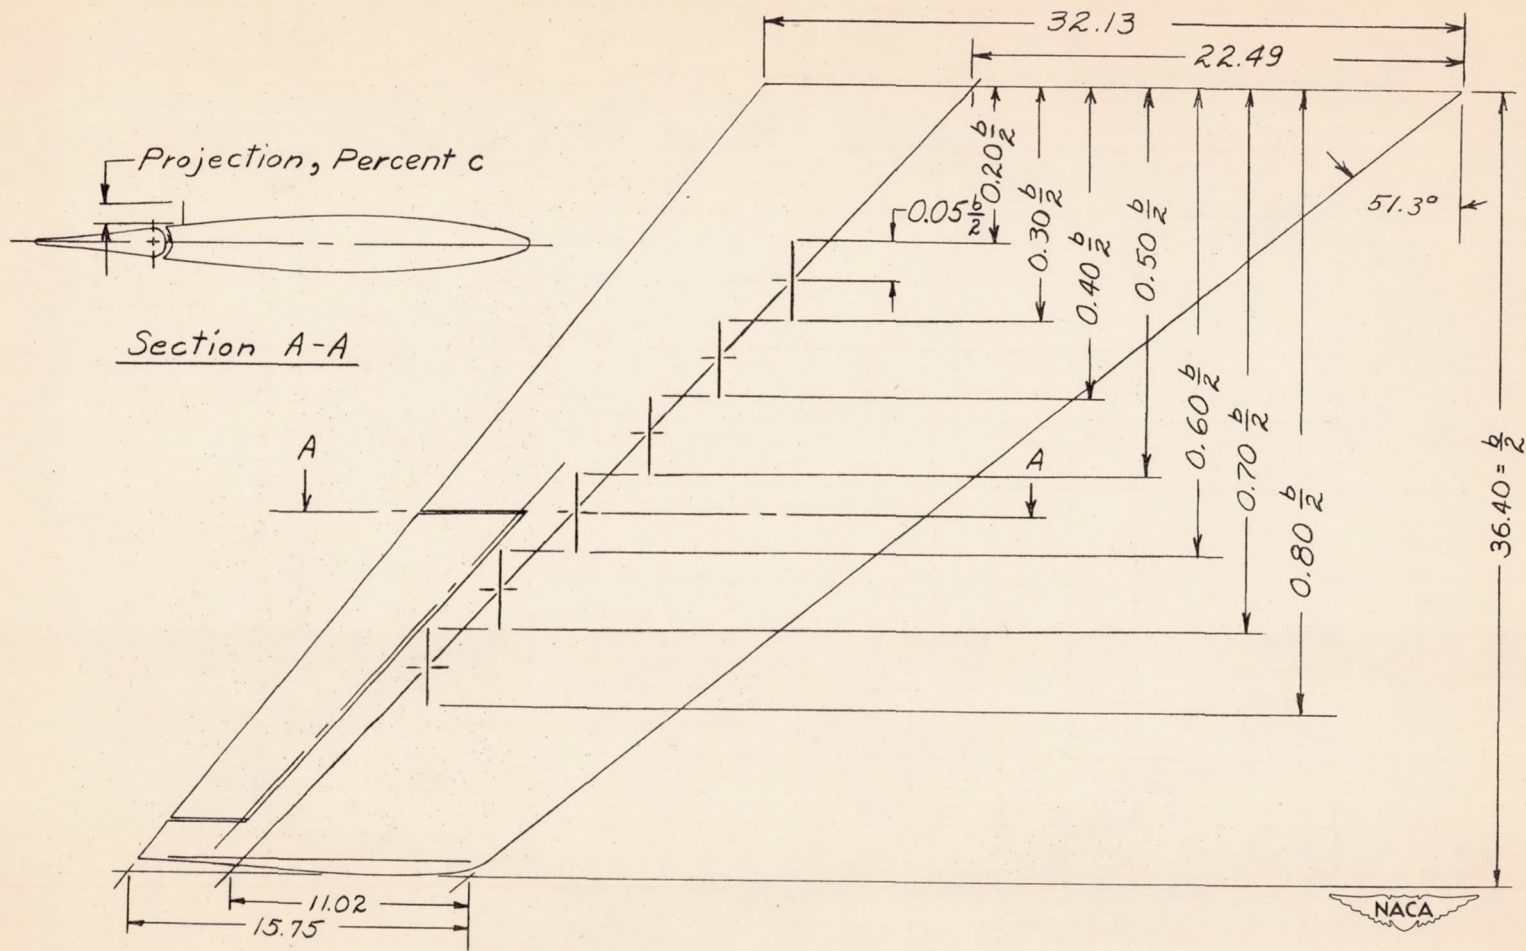 32.13
22.49
Projection, Percent c
0.20 b/2
0.05 b/2
0.30 b/2
0.40 b/2
0.50 b/2
51.3°
Section A-A
0.60 b/2
0.70 b/2
0.80 b/2
36.40 = b/2
A
A
11.02
15.75
NACA